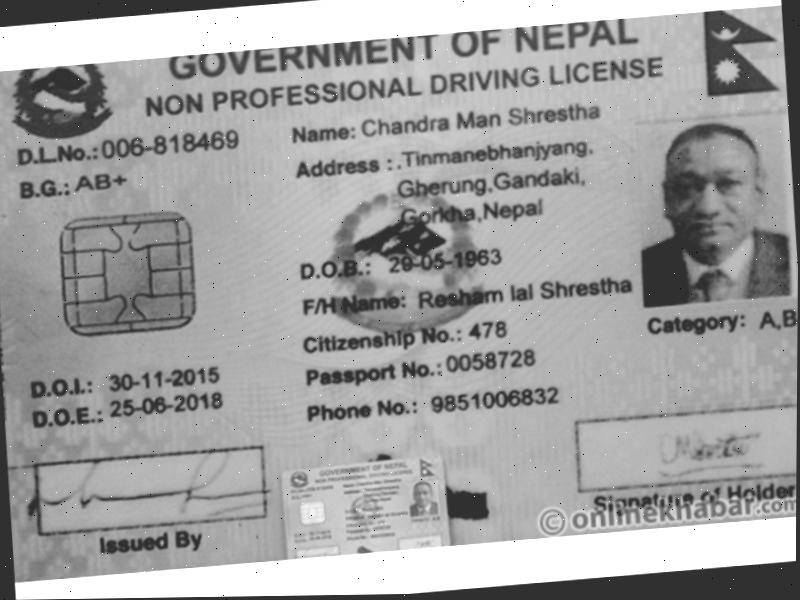 GOVERNMENT OF NEPAL
NON PROFESSIONAL DRIVING LICENSE
D.L.No.: 006-818469
B.G.: AB+
Name: Chandra Man Shrestha
Address : .Tinmanebhanjyang,
Gherung,Gandaki,
Gorkha,Nepal
D.O.B.: 29-05-1963
F/H Name: Resham lal Shrestha
Citizenship No.: 478
Passport No.: 0058728
Phone No.: 9851006832
Category: A,B
D.O.I.: 30-11-2015
D.O.E.: 25-06-2018
Issued By
Signature of Holder
© onlinekhabar.com
GOVERNMENT OF NEPAL
NON PROFESSIONAL DRIVING LICENSE